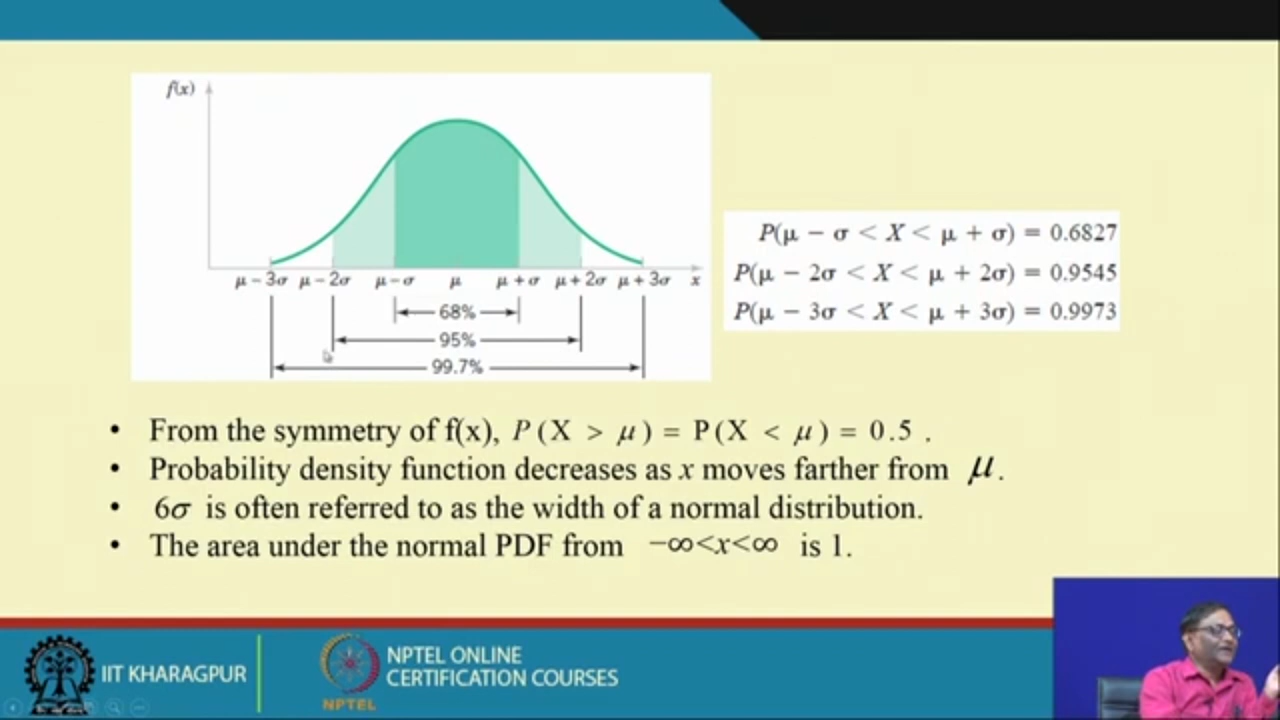 f(x)
μ – 3σ μ – 2σ μ – σ μ μ + σ μ + 2σ μ + 3σ x
68%
95%
99.7%
P(μ − σ < X < μ + σ) = 0.6827
P(μ − 2σ < X < μ + 2σ) = 0.9545
P(μ − 3σ < X < μ + 3σ) = 0.9973
• From the symmetry of f(x), P(X > μ) = P(X < μ) = 0.5 .
• Probability density function decreases as x moves farther from μ.
• 6σ is often referred to as the width of a normal distribution.
• The area under the normal PDF from −∞<x<∞ is 1.
IIT KHARAGPUR
NPTEL
NPTEL ONLINE
CERTIFICATION COURSES